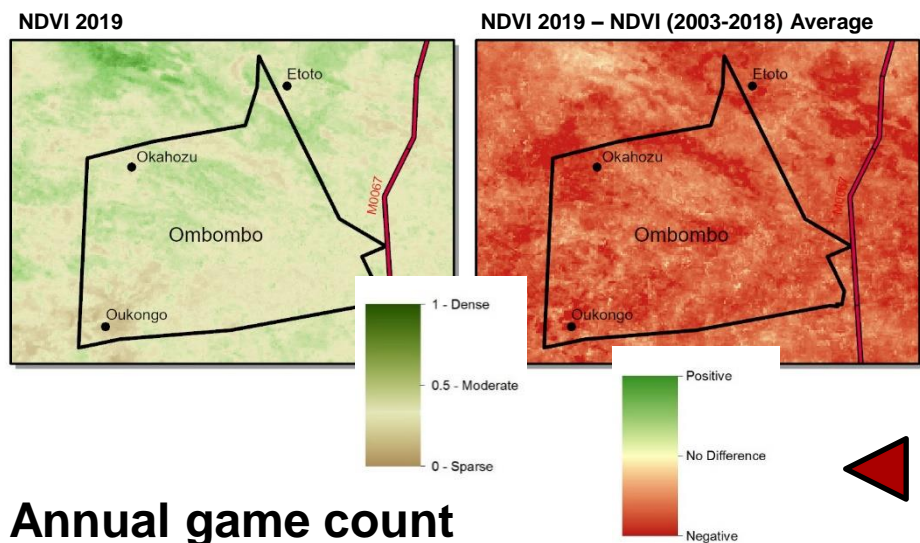 NDVI 2019
NDVI 2019 – NDVI (2003-2018) Average
Etoto
Okahozu
M0067
Ombombo
Oukongo
Etoto
Okahozu
M0067
Ombombo
Oukongo
1 - Dense
0.5 - Moderate
0 - Sparse
Positive
No Difference
Negative
Annual game count